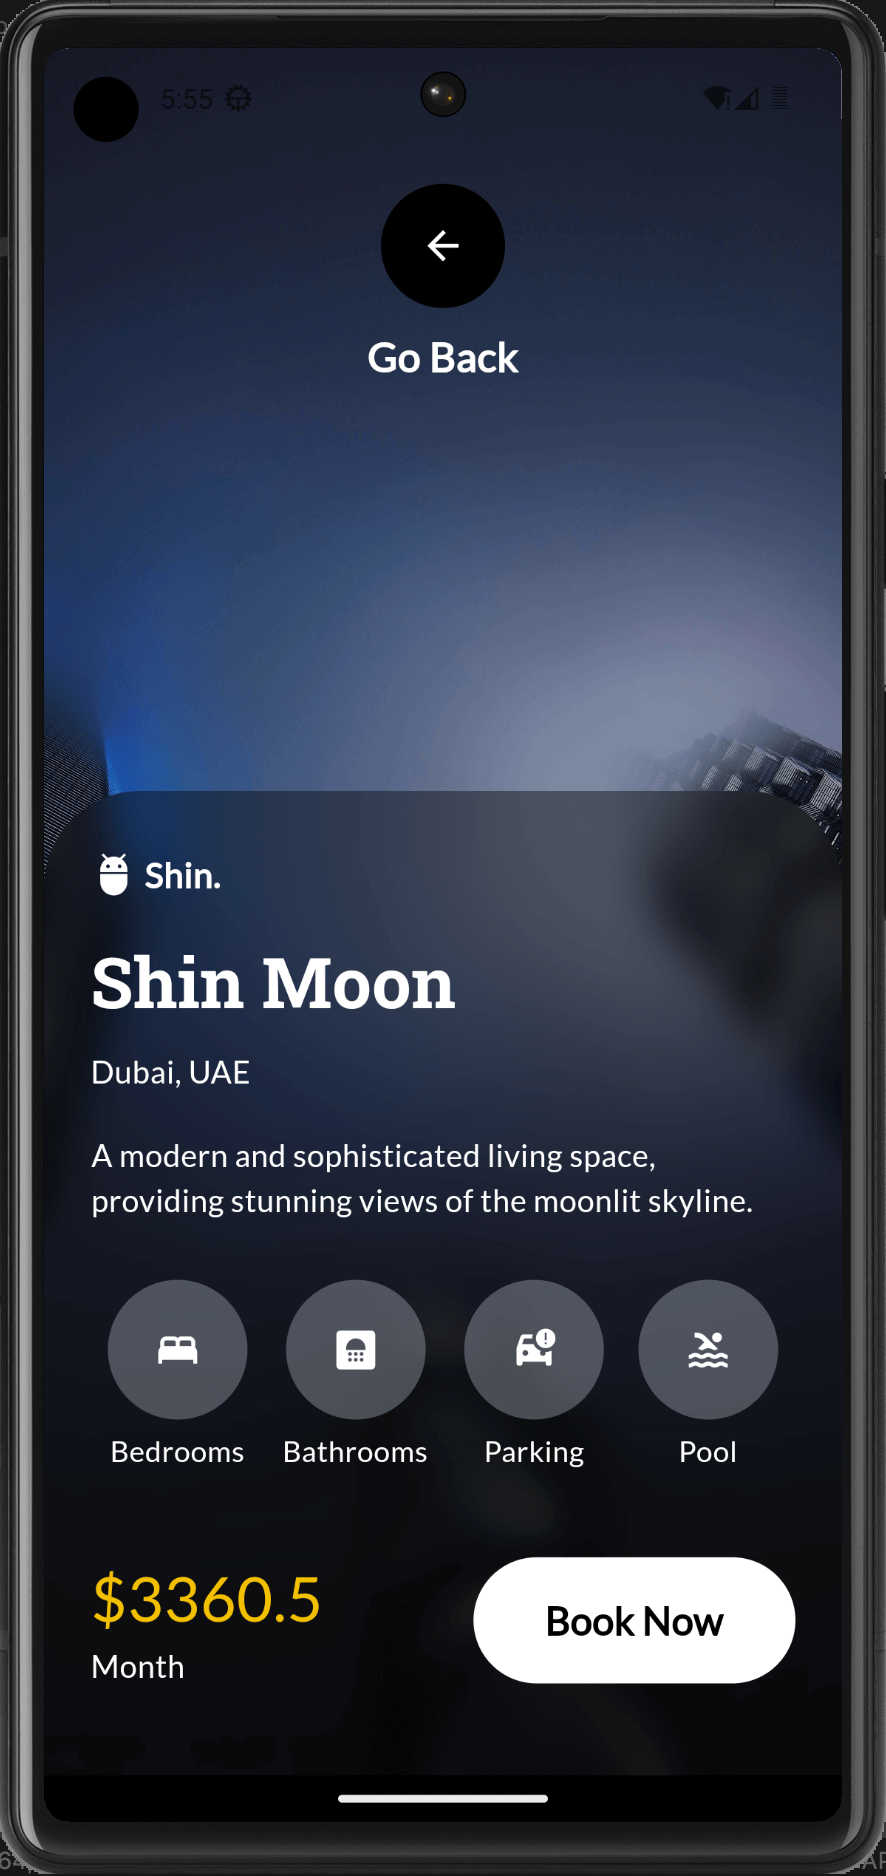 5:55
Go Back
Shin.
Shin Moon
Dubai, UAE
A modern and sophisticated living space,
providing stunning views of the moonlit skyline.
Bedrooms Bathrooms Parking Pool
$3360.5
Month
Book Now